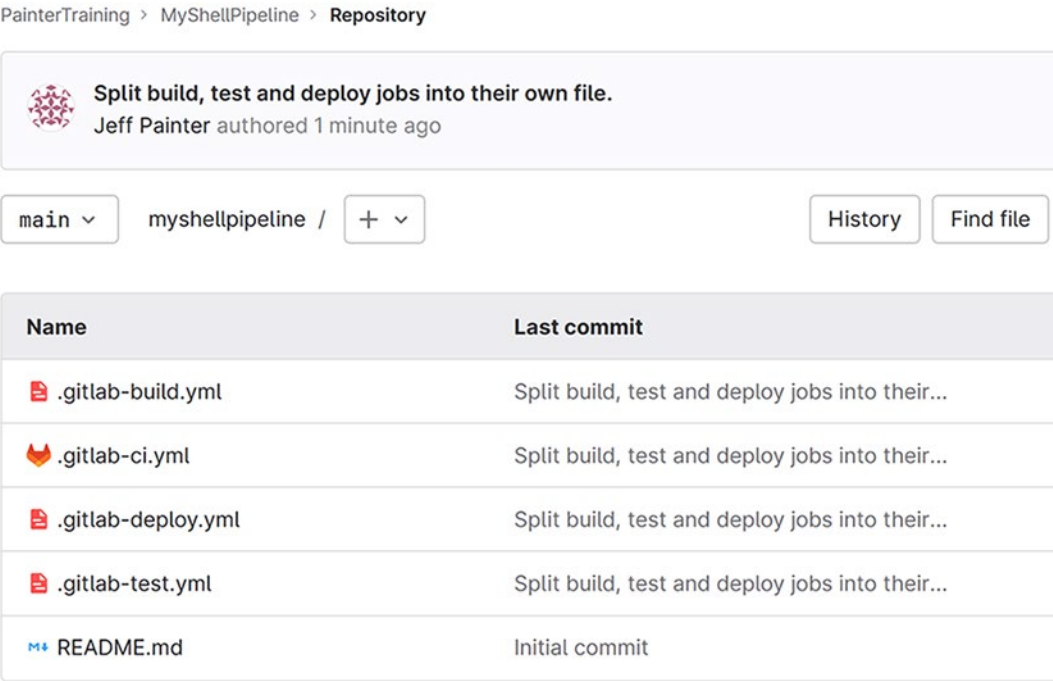 PainterTraining > MyShellPipeline > Repository
Split build, test and deploy jobs into their own file.
Jeff Painter authored 1 minute ago
main myshellpipeline / + History Find file
Name Last commit
.gitlab-build.yml Split build, test and deploy jobs into their...
.gitlab-ci.yml Split build, test and deploy jobs into their...
.gitlab-deploy.yml Split build, test and deploy jobs into their...
.gitlab-test.yml Split build, test and deploy jobs into their...
README.md Initial commit